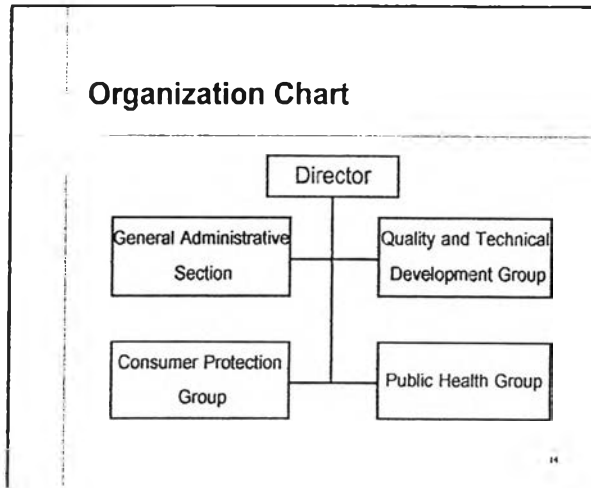 Organization Chart
Director
General Administrative
Section
Quality and Technical
Development Group
Consumer Protection
Group
Public Health Group
14